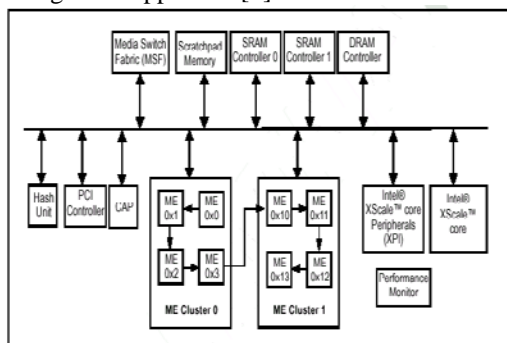 Media Switch
Fabric (MSF)
Scratchpad
Memory
SRAM
Controller 0
SRAM
Controller 1
DRAM
Controller
Hash
Unit
PCI
Controller
CAP
ME
0x1
ME
0x0
ME
0x2
ME
0x3
ME Cluster 0
ME
0x10
ME
0x11
ME
0x13
ME
0x12
ME Cluster 1
Intel®
XScale™ core
Peripherals
(XPI)
Intel®
XScale™
core
Performance
Monitor